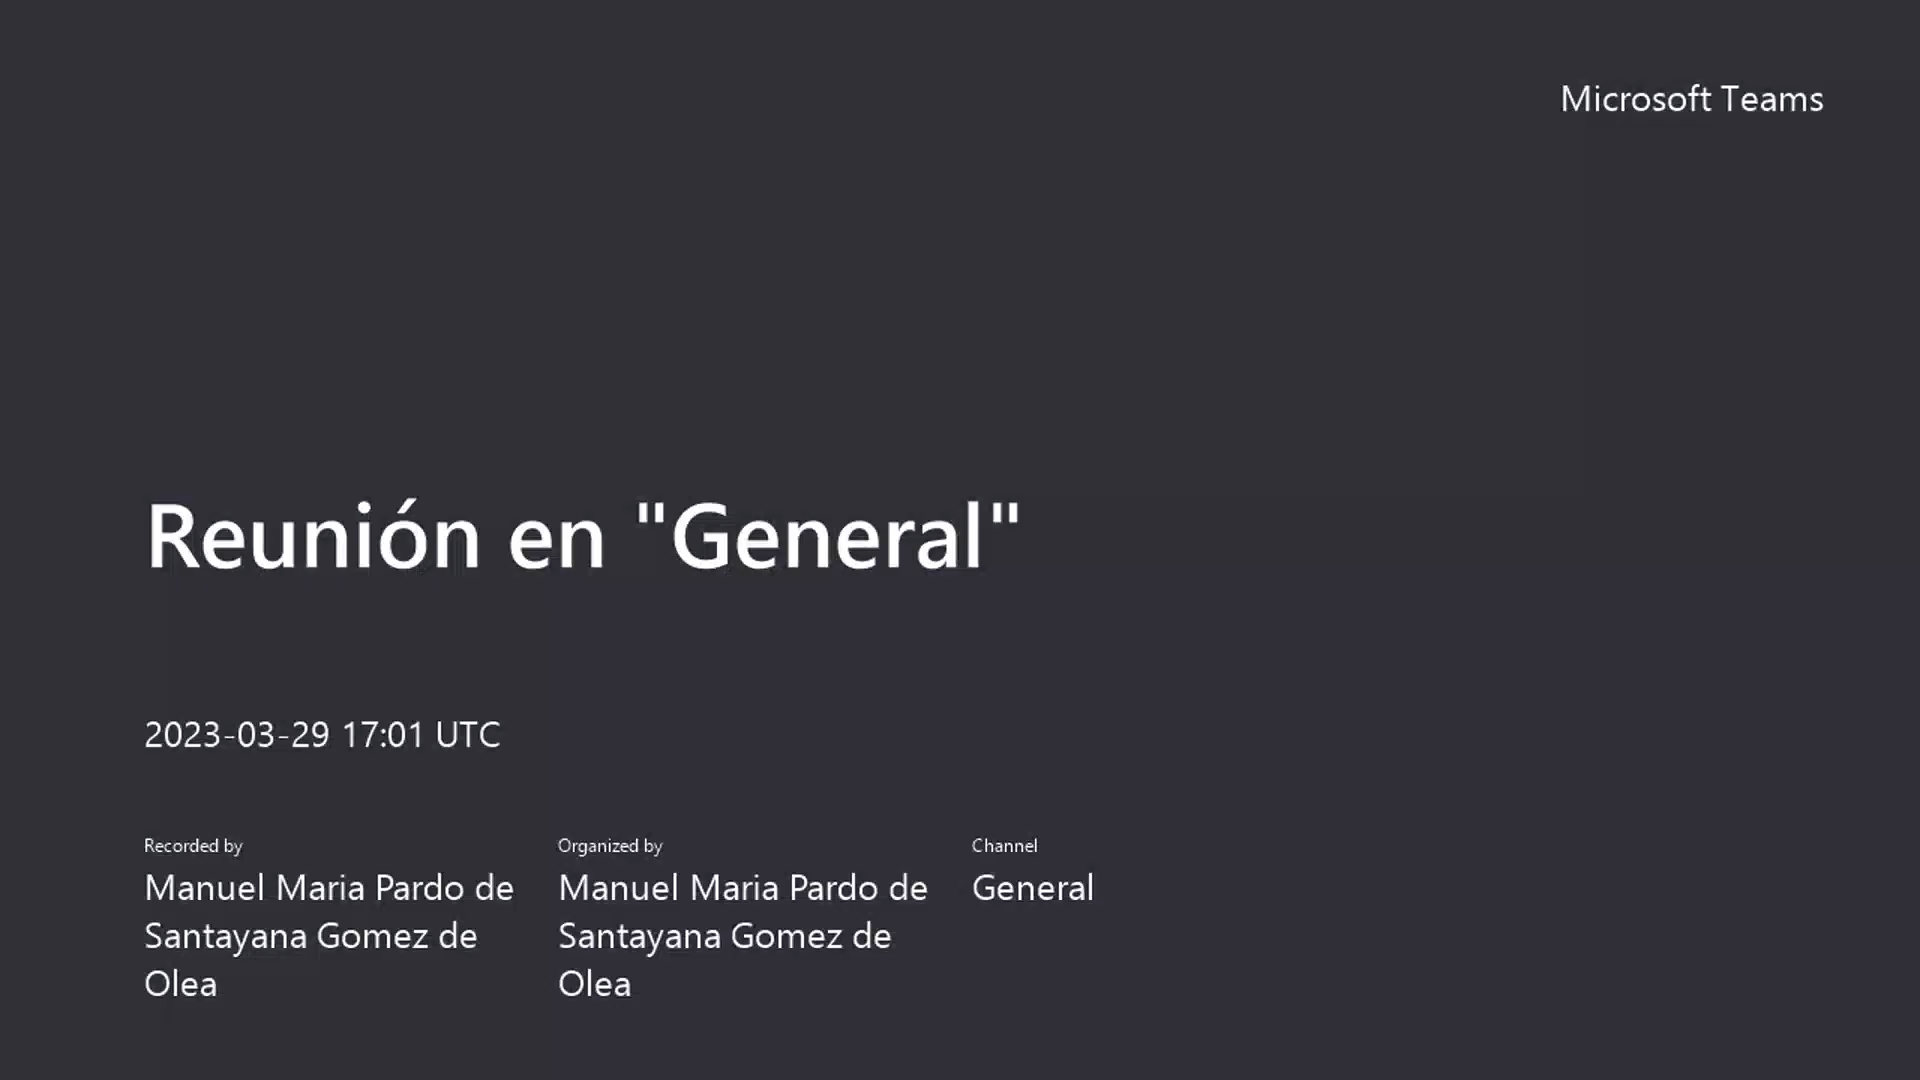 Microsoft Teams
Reunión en "General"
2023-03-29 17:01 UTC
Recorded by
Manuel Maria Pardo de
Santayana Gomez de
Olea
Organized by
Manuel Maria Pardo de
Santayana Gomez de
Olea
Channel
General